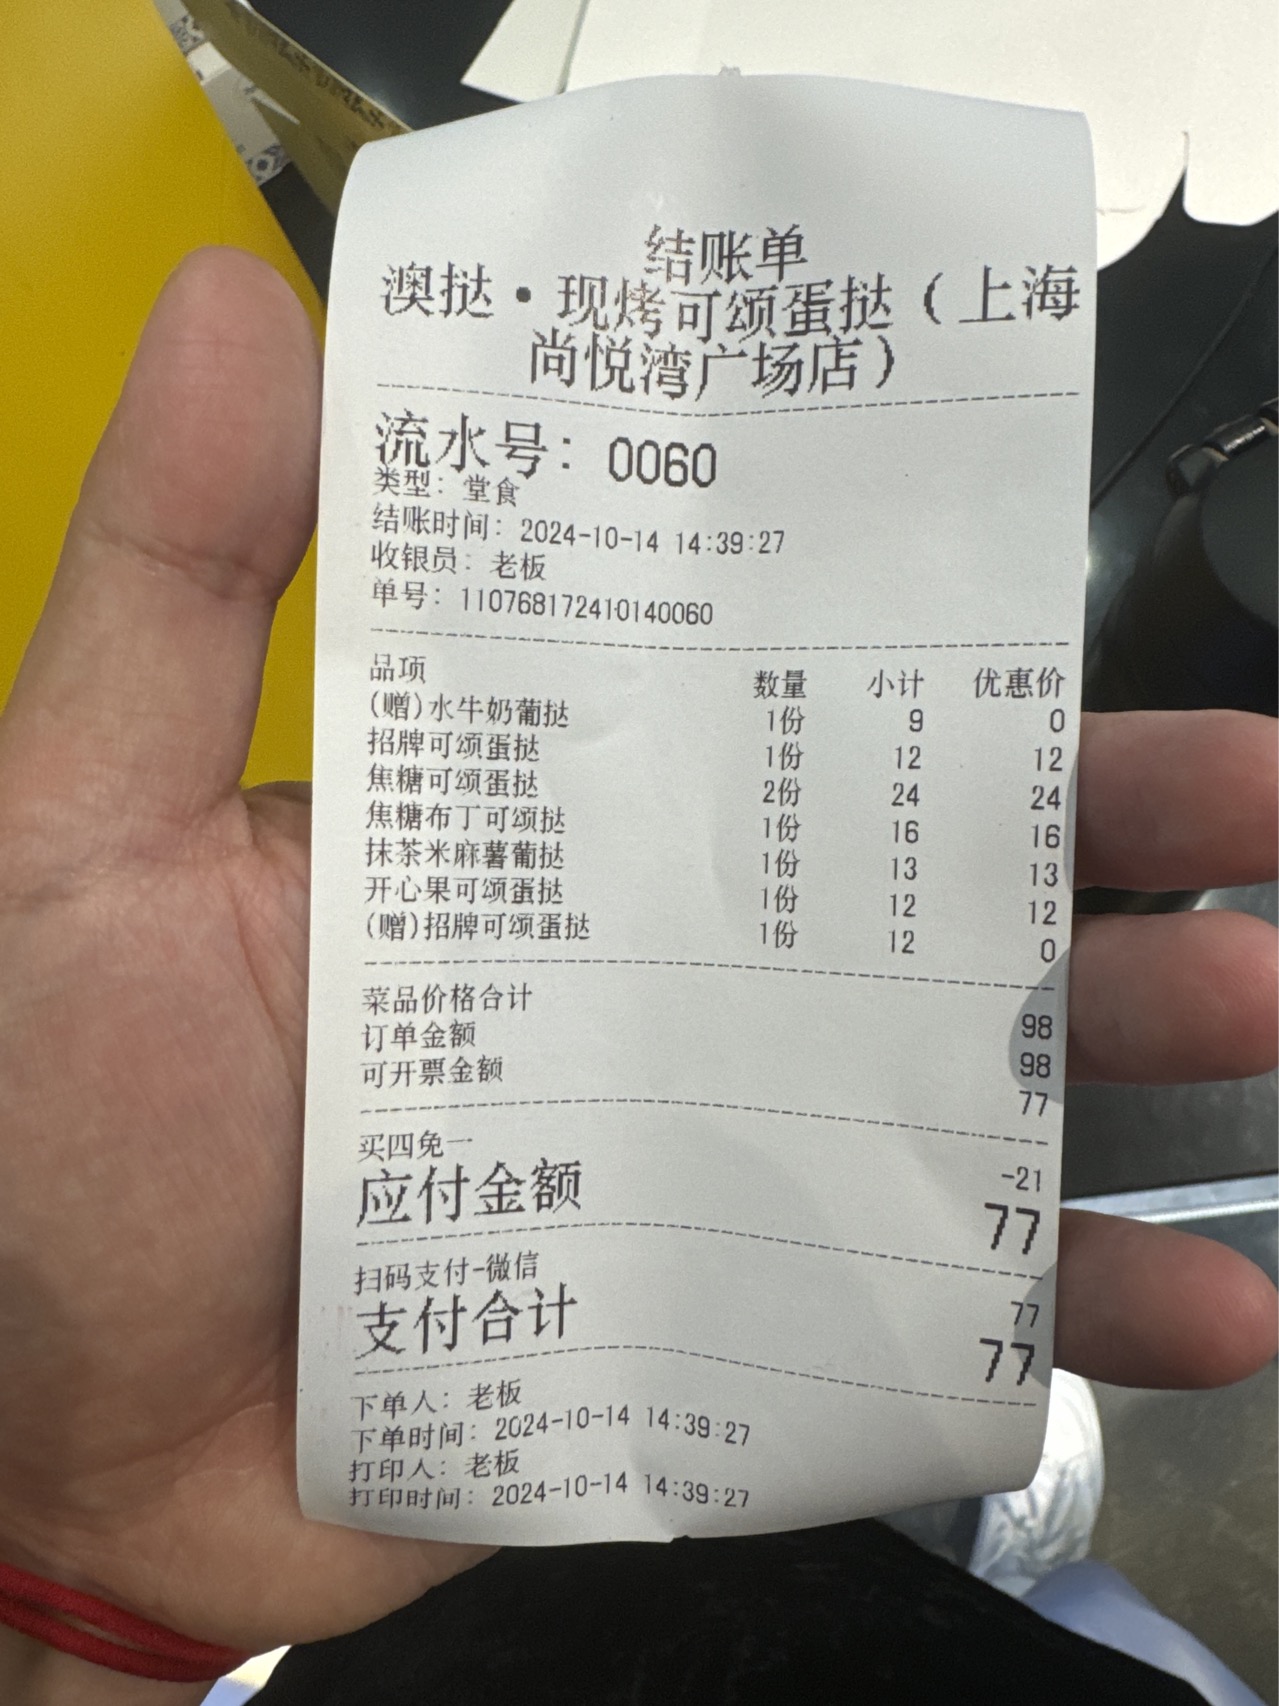 结账单
澳挞·现烤可颂蛋挞(上海
尚悦湾广场店)
流水号: 0060
类型: 堂食
结账时间: 2024-10-14 14:39:27
收银员: 老板
单号: 110768172410140060
品项 数量 小计 优惠价
(赠)水牛奶葡挞 1份 9 0
招牌可颂蛋挞 1份 12 12
焦糖可颂蛋挞 2份 24 24
焦糖布丁可颂挞 1份 16 16
抹茶米麻薯葡挞 1份 13 13
开心果可颂蛋挞 1份 12 12
(赠)招牌可颂蛋挞 1份 12 0
菜品价格合计 98
订单金额 98
可开票金额 77
买四免一 -21
应付金额 77
扫码支付-微信 77
支付合计 77
下单人: 老板
下单时间: 2024-10-14 14:39:27
打印人: 老板
打印时间: 2024-10-14 14:39:27